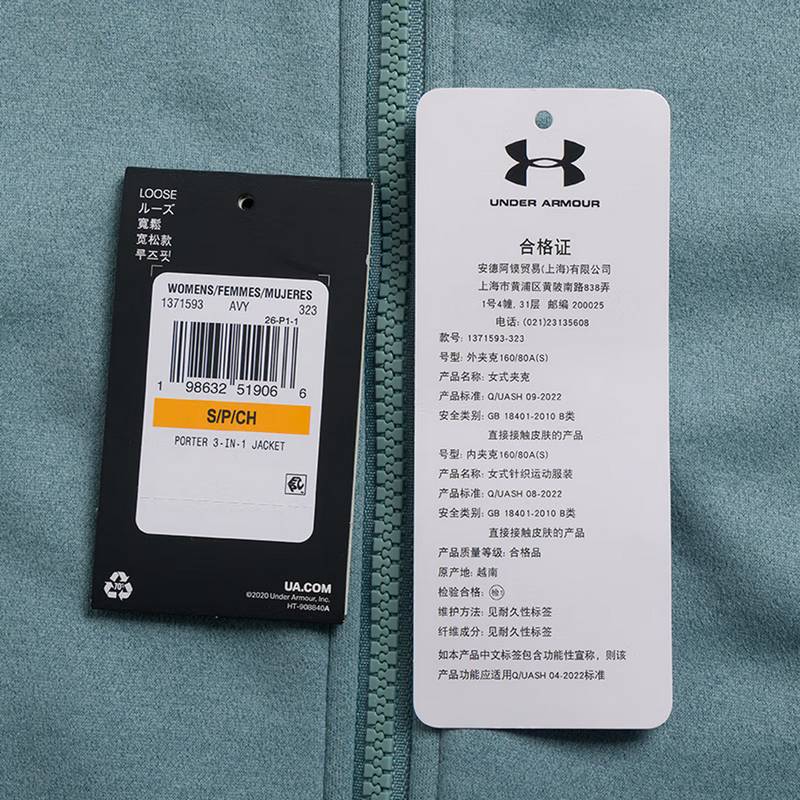 LOOSE
ルーズ
寬鬆
宽松款
루즈핏
WOMENS/FEMMES/MUJERES
1371593 AVY 323
26-P1-1
1 98632 51906 6
S/P/CH
PORTER 3-IN-1 JACKET
70%
UA.COM
©2020 Under Armour, Inc.
HT-908840A
UNDER ARMOUR
合格证
安德阿镆贸易(上海)有限公司
上海市黄浦区黄陂南路838弄
1号4幢, 31层 邮编 200025
电话: (021)23135608
款号: 1371593-323
号型: 外夹克160/80A(S)
产品名称: 女式夹克
产品标准: Q/UASH 09-2022
安全类别: GB 18401-2010 B类
直接接触皮肤的产品
号型: 内夹克160/80A(S)
产品名称: 女式针织运动服装
产品标准: Q/UASH 08-2022
安全类别: GB 18401-2010 B类
直接接触皮肤的产品
产品质量等级: 合格品
原产地: 越南
检验合格: 检1
维护方法: 见耐久性标签
纤维成分: 见耐久性标签
如本产品中文标签包含功能性宣称，则该
产品功能应适用Q/UASH 04-2022标准